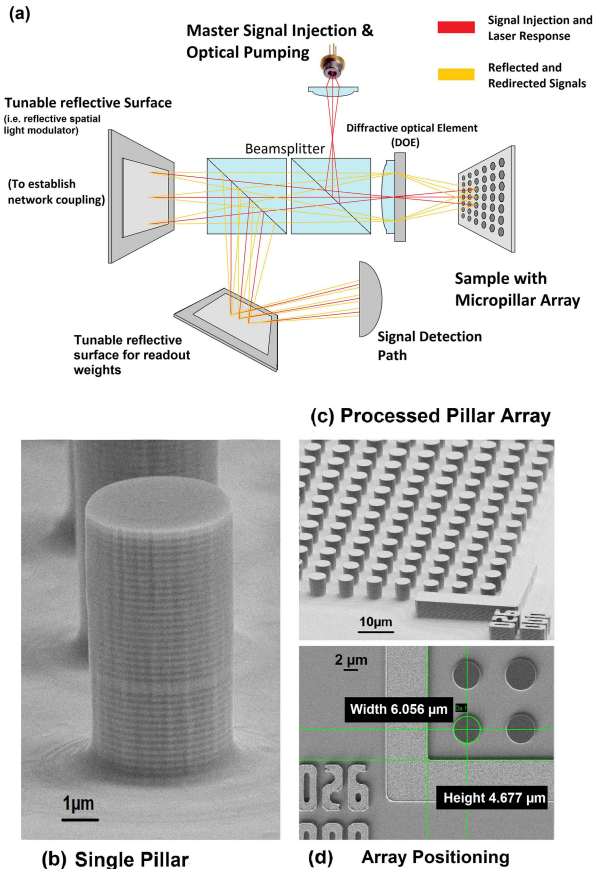 (a)
Master Signal Injection &
Optical Pumping
Signal Injection and
Laser Response
Reflected and
Redirected Signals
Tunable reflective Surface
(i.e. reflective spatial
light modulator)
Beamsplitter
Diffractive optical Element
(DOE)
(To establish
network coupling)
Sample with
Micropillar Array
Tunable reflective
surface for readout
weights
Signal Detection
Path
(c) Processed Pillar Array
10µm
2 µm
Width 6.056 µm
Height 4.677 µm
026
1µm
(b) Single Pillar
(d) Array Positioning